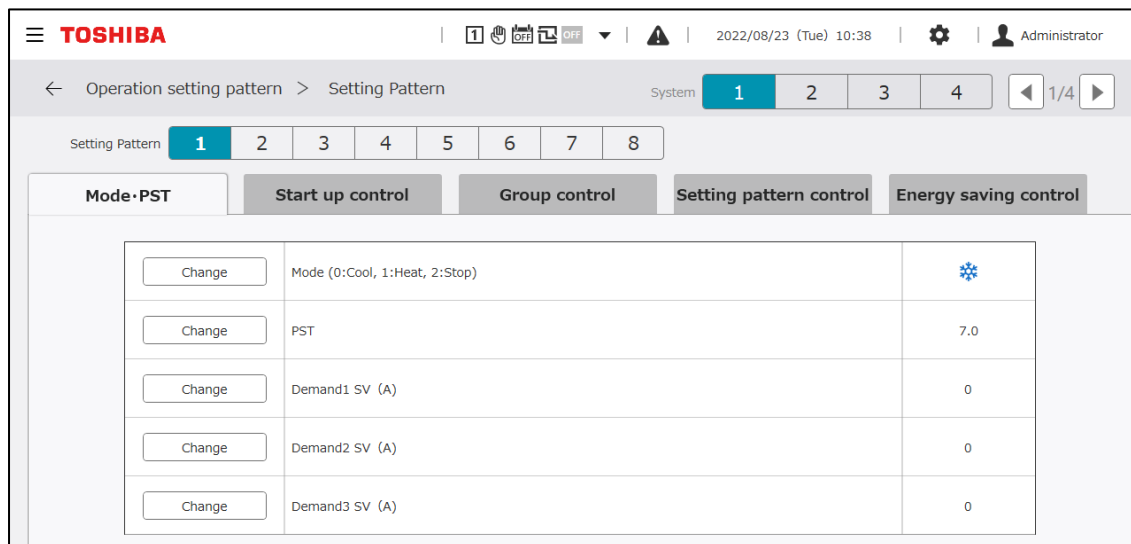 TOSHIBA 1 OFF OFF 2022/08/23 (Tue) 10:38 Administrator
Operation setting pattern > Setting Pattern System 1 2 3 4 1/4
Setting Pattern 1 2 3 4 5 6 7 8
Mode・PST Start up control Group control Setting pattern control Energy saving control
Change Mode (0:Cool, 1:Heat, 2:Stop)
Change PST 7.0
Change Demand1 SV (A) 0
Change Demand2 SV (A) 0
Change Demand3 SV (A) 0